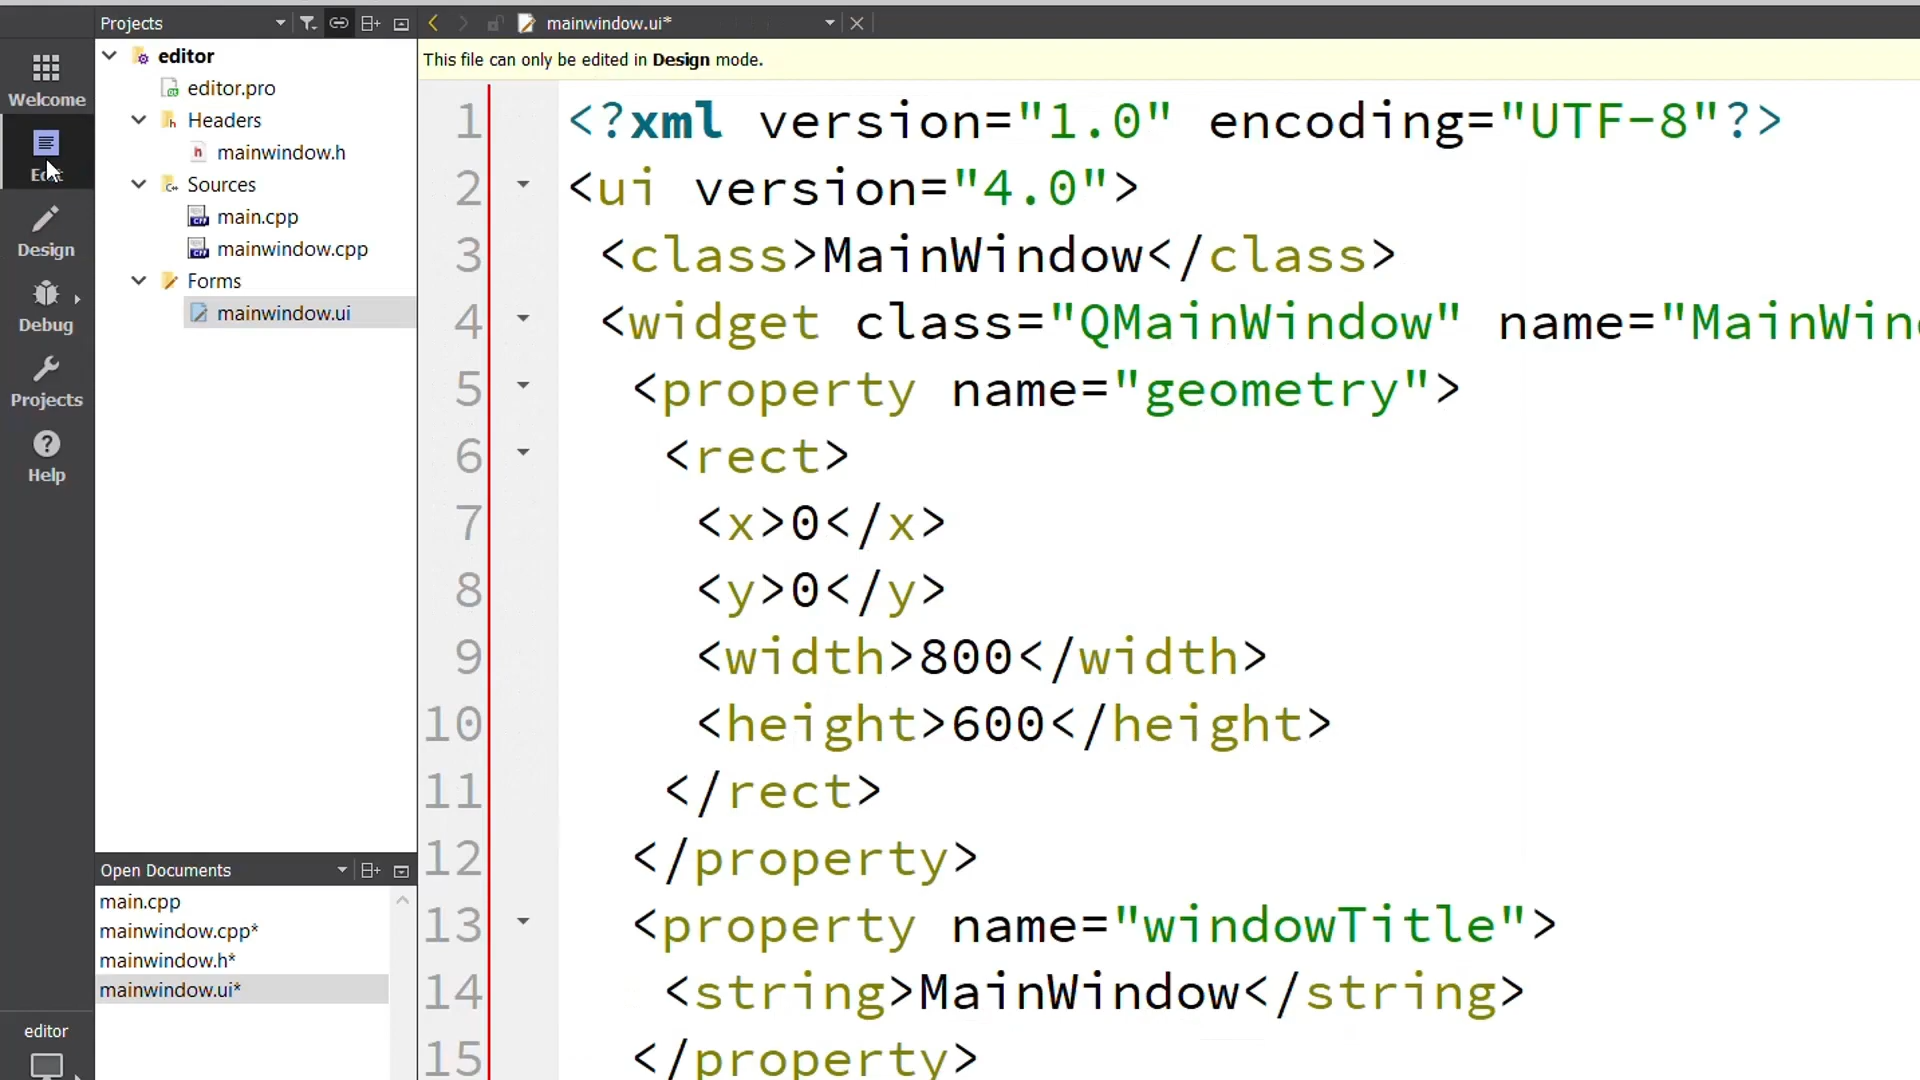 Projects
mainwindow.ui*
Welcome
Edit
Design
Debug
Projects
Help
editor
editor
editor.pro
Headers
mainwindow.h
Sources
main.cpp
mainwindow.cpp
Forms
mainwindow.ui
Open Documents
main.cpp
mainwindow.cpp*
mainwindow.h*
mainwindow.ui*
This file can only be edited in Design mode.
1 <?xml version="1.0" encoding="UTF-8"?>
2 <ui version="4.0">
3 <class>MainWindow</class>
4 <widget class="QMainWindow" name="MainWin
5 <property name="geometry">
6 <rect>
7 <x>0</x>
8 <y>0</y>
9 <width>800</width>
10 <height>600</height>
11 </rect>
12 </property>
13 <property name="windowTitle">
14 <string>MainWindow</string>
15 </property>